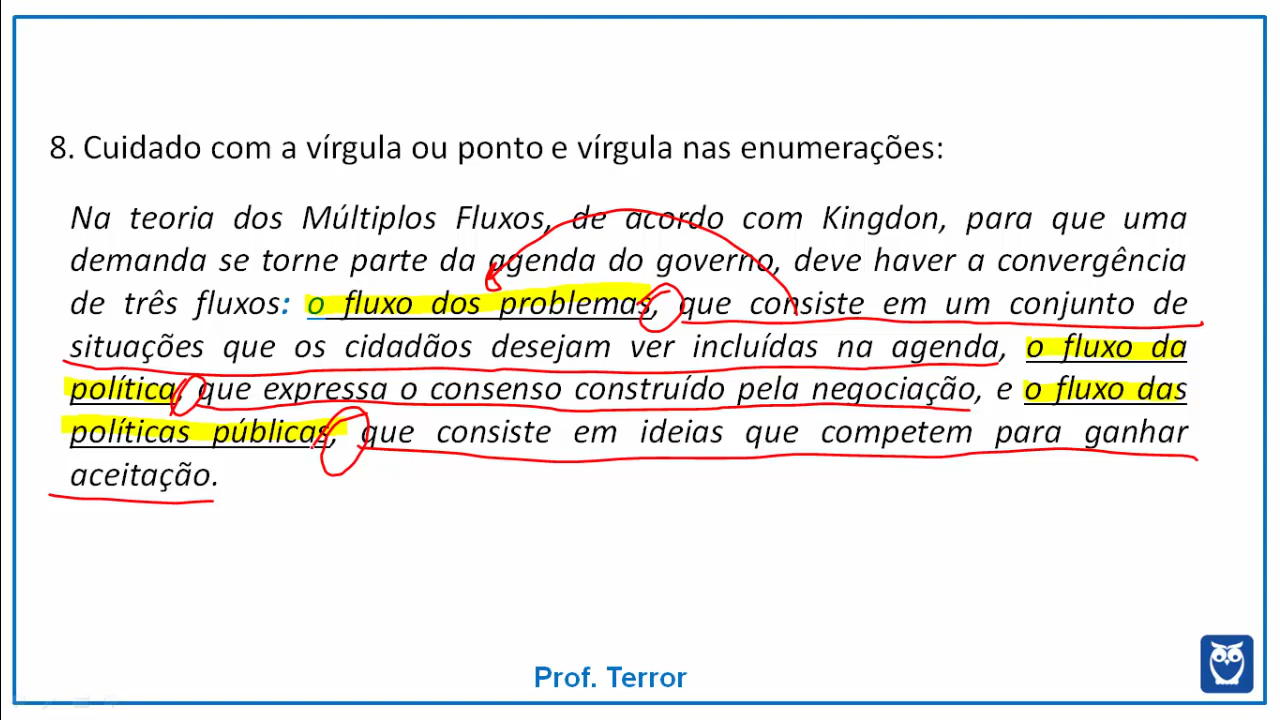 8. Cuidado com a vírgula ou ponto e vírgula nas enumerações:
Na teoria dos Múltiplos Fluxos, de acordo com Kingdon, para que uma
demanda se torne parte da agenda do governo, deve haver a convergência
de três fluxos: o fluxo dos problemas, que consiste em um conjunto de
situações que os cidadãos desejam ver incluídas na agenda, o fluxo da
política, que expressa o consenso construído pela negociação, e o fluxo das
políticas públicas, que consiste em ideias que competem para ganhar
aceitação.
Prof. Terror